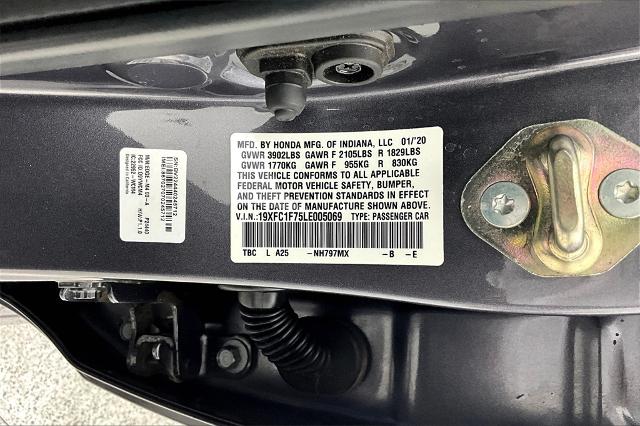 MFD. BY HONDA MFG. OF INDIANA, LLC 01/'20
GVWR 3902LBS GAWR F 2105LBS R 1829LBS
GVWR 1770KG GAWR F 955KG R 830KG
THIS VEHICLE CONFORMS TO ALL APPLICABLE
FEDERAL MOTOR VEHICLE SAFETY, BUMPER,
AND THEFT PREVENTION STANDARDS IN EFFECT
ON THE DATE OF MANUFACTURE SHOWN ABOVE.
V.I.N.:19XFC1F75LE005069 TYPE: PASSENGER CAR
TBC L A25 -NH797MX -B -E